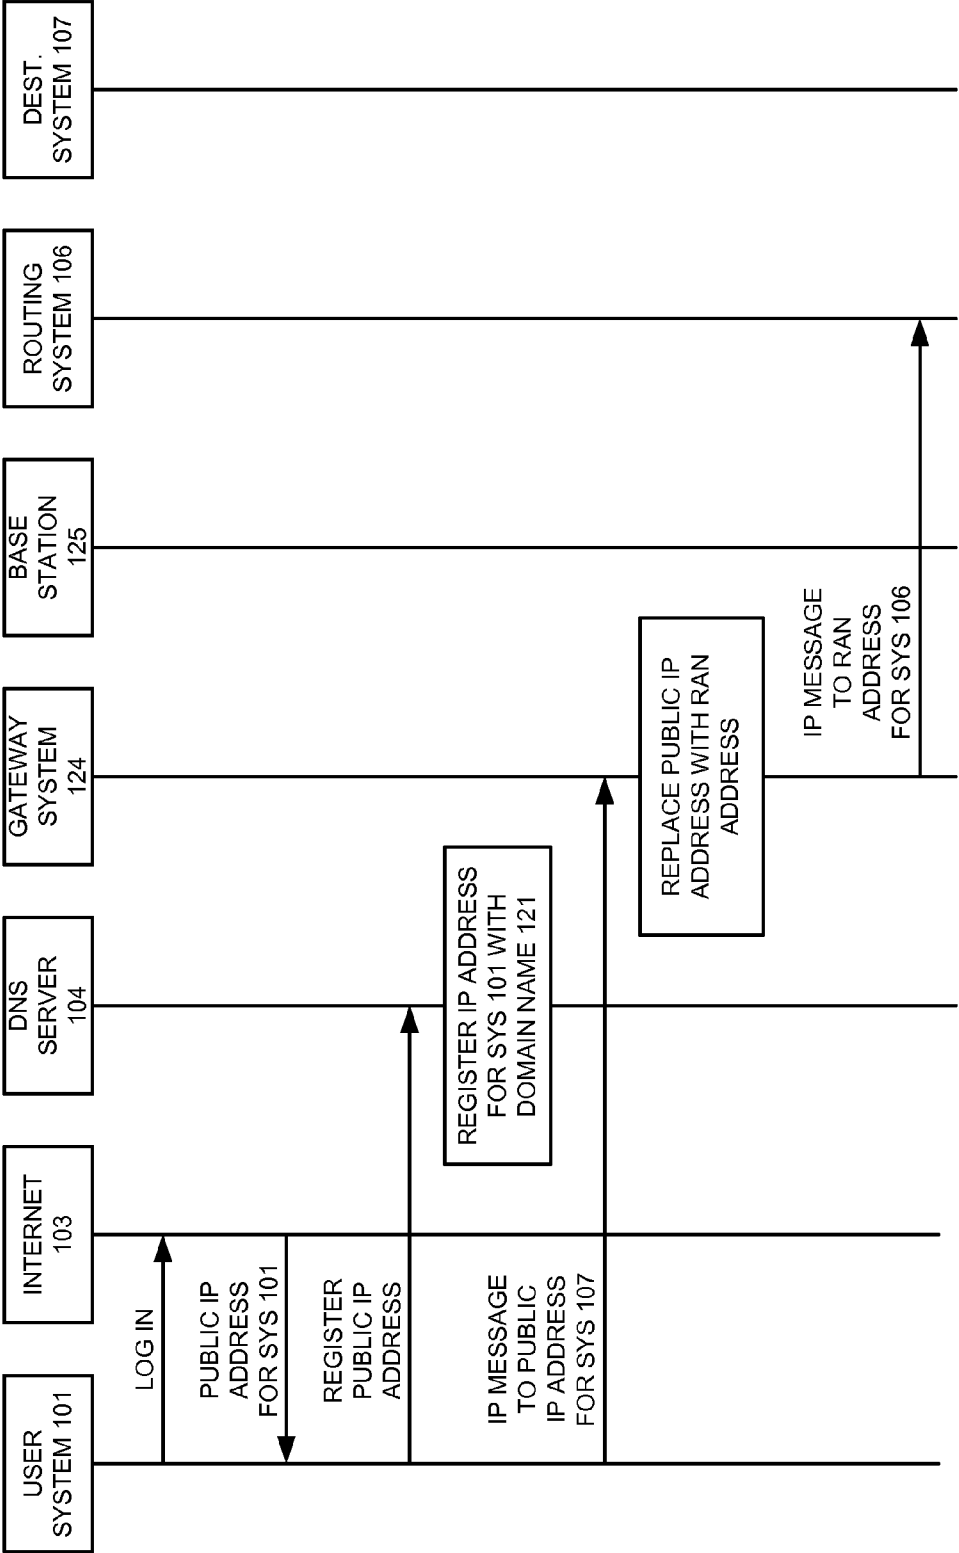 USER
SYSTEM 101
INTERNET
103
DNS
SERVER
104
GATEWAY
SYSTEM
124
BASE
STATION
125
ROUTING
SYSTEM 106
DEST.
SYSTEM 107
LOG IN
PUBLIC IP
ADDRESS
FOR SYS 101
REGISTER
PUBLIC IP
ADDRESS
REGISTER IP ADDRESS
FOR SYS 101 WITH
DOMAIN NAME 121
IP MESSAGE
TO PUBLIC
IP ADDRESS
FOR SYS 107
REPLACE PUBLIC IP
ADDRESS WITH RAN
ADDRESS
IP MESSAGE
TO RAN
ADDRESS
FOR SYS 106